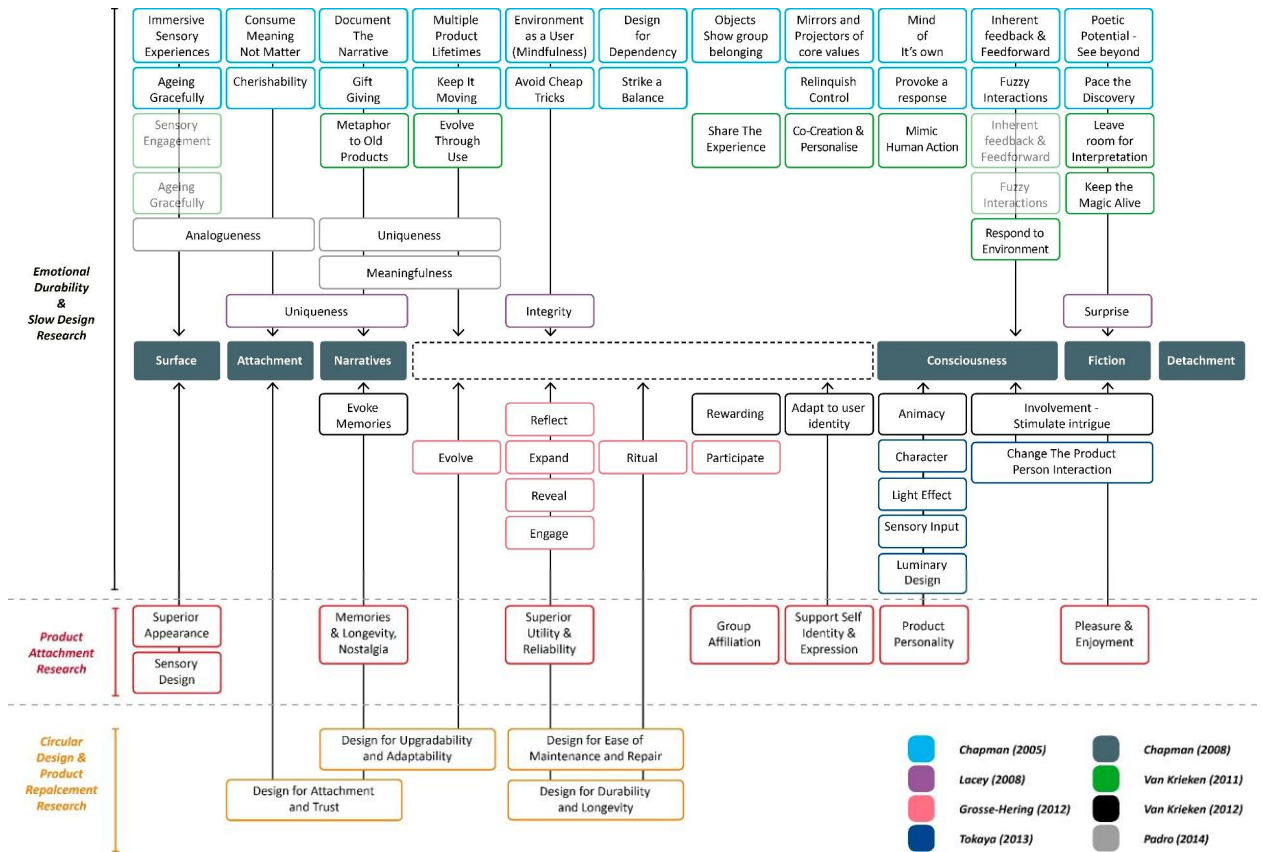 Immersive
Sensory
Experiences
Consume
Meaning
Not Matter
Document
The
Narrative
Multiple
Product
Lifetimes
Environment
as a User
(Mindfulness)
Design
for
Dependency
Objects
Show group
belonging
Mirrors and
Projectors of
core values
Mind
of
It's own
Inherent
feedback &
Feedforward
Poetic
Potential -
See beyond
Ageing
Gracefully
Cherishability
Gift
Giving
Keep It
Moving
Avoid Cheap
Tricks
Strike a
Balance
Relinquish
Control
Provoke a
response
Fuzzy
Interactions
Pace the
Discovery
Sensory
Engagement
Metaphor
to Old
Products
Evolve
Through
Use
Share The
Experience
Co-Creation &
Personalise
Mimic
Human Action
Inherent
feedback &
Feedforward
Leave
room for
Interpretation
Ageing
Gracefully
Fuzzy
Interactions
Keep the
Magic Alive
Analogueness
Uniqueness
Respond to
Environment
Meaningfulness
Uniqueness
Integrity
Surprise
Emotional
Durability
&
Slow Design
Research
Surface
Attachment
Narratives
Consciousness
Fiction
Detachment
Evoke
Memories
Reflect
Rewarding
Adapt to user
identity
Animacy
Involvement -
Stimulate intrigue
Evolve
Expand
Ritual
Participate
Character
Change The Product
Person Interaction
Reveal
Light Effect
Engage
Sensory Input
Luminary
Design
Product
Attachment
Research
Superior
Appearance
Sensory
Design
Memories
& Longevity,
Nostalgia
Superior
Utility &
Reliability
Group
Affiliation
Support Self
Identity &
Expression
Product
Personality
Pleasure &
Enjoyment
Circular
Design &
Product
Repalcement
Research
Design for Upgradability
and Adaptability
Design for Ease of
Maintenance and Repair
Design for Attachment
and Trust
Design for Durability
and Longevity
Chapman (2005)
Chapman (2008)
Lacey (2008)
Van Krieken (2011)
Grosse-Hering (2012)
Van Krieken (2012)
Tokaya (2013)
Padro (2014)